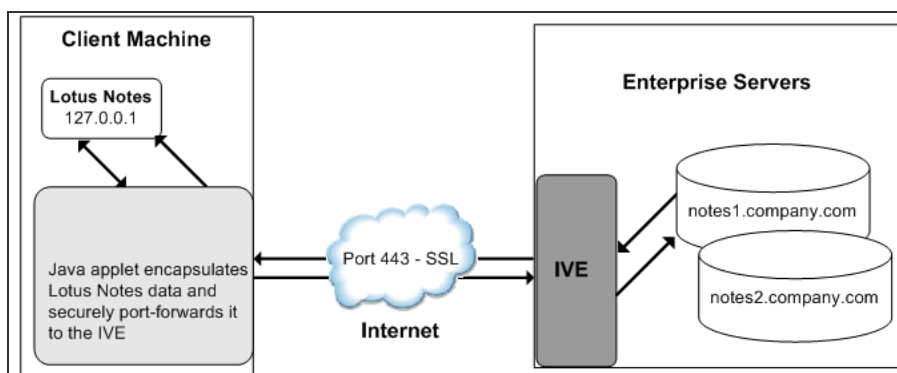 Client Machine
Lotus Notes
127.0.0.1
Java applet encapsulates
Lotus Notes data and
securely port-forwards it
to the IVE
Port 443 - SSL
Internet
Enterprise Servers
IVE
notes1.company.com
notes2.company.com